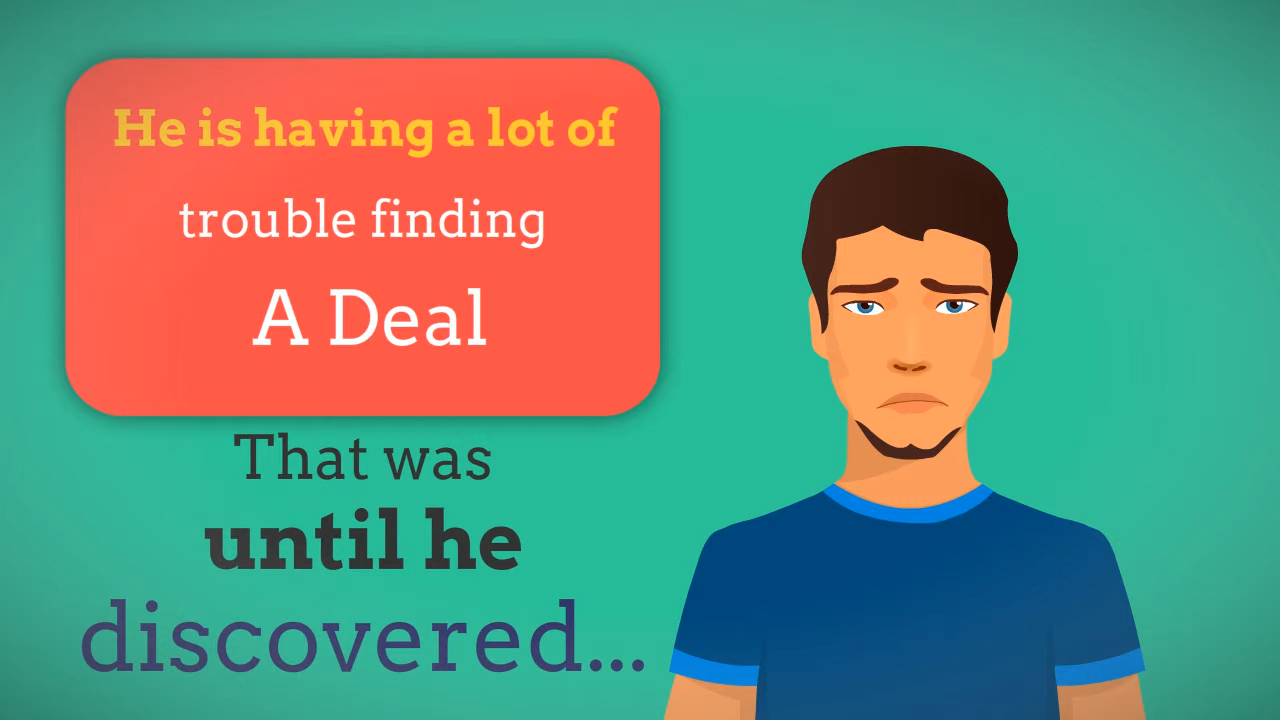 He is having a lot of
trouble finding
A Deal
That was
until he
discovered...